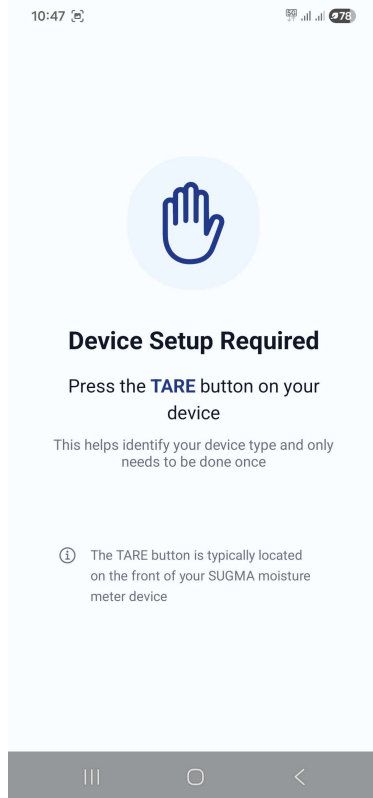 10:47
5G
78
Device Setup Required
Press the TARE button on your
device
This helps identify your device type and only
needs to be done once
The TARE button is typically located
on the front of your SUGMA moisture
meter device